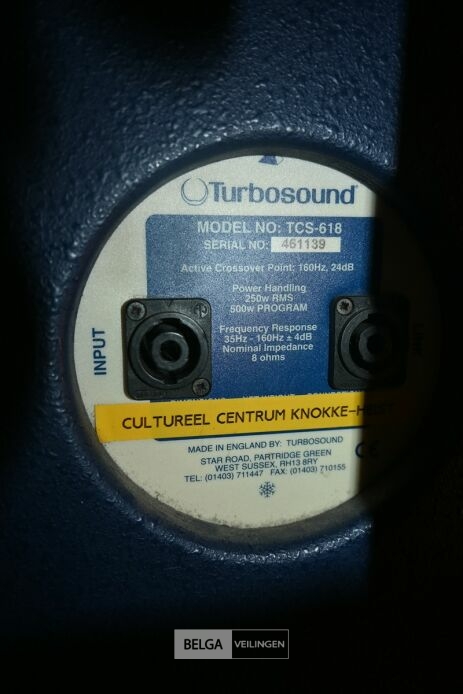 Turbosound®
MODEL NO: TCS-618
SERIAL NO: 461139
Active Crossover Point: 160Hz, 24dB
Power Handling
250w RMS
500w PROGRAM
Frequency Response
35Hz - 160Hz ± 4dB
Nominal Impedance
8 ohms
INPUT
CULTUREEL CENTRUM KNOKKE-HEIST
MADE IN ENGLAND BY: TURBOSOUND
STAR ROAD, PARTRIDGE GREEN
WEST SUSSEX, RH13 8RY
TEL: (01403) 711447 FAX: (01403) 710155
CE
BELGA VEILINGEN